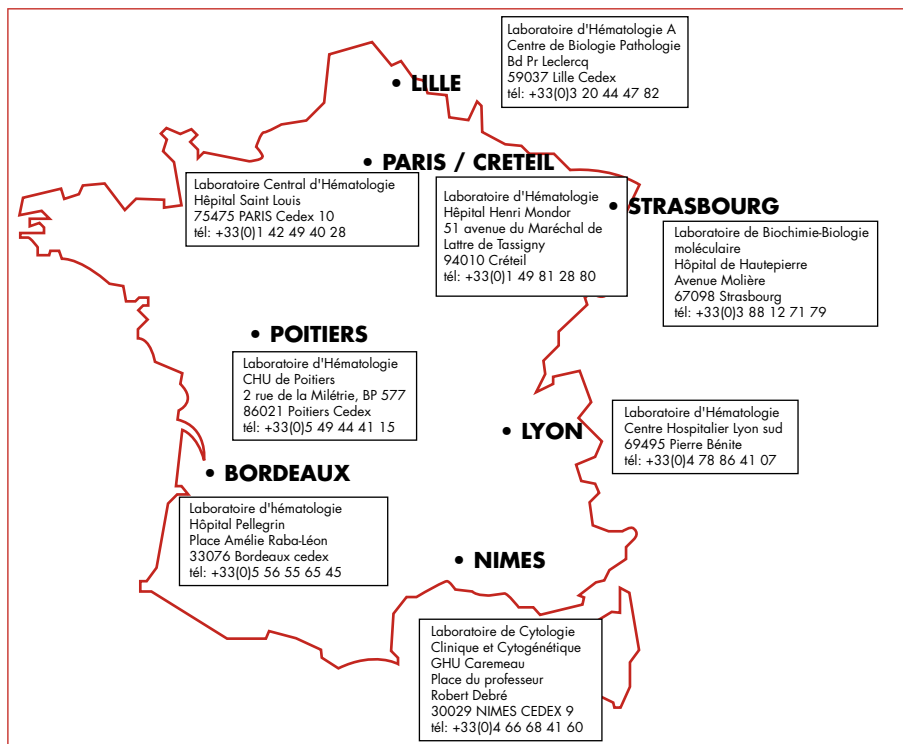 Laboratoire d'Hématologie A
Centre de Biologie Pathologie
Bd Pr Leclercq
59037 Lille Cedex
tél: +33(0)3 20 44 47 82
• LILLE
• PARIS / CRETEIL
Laboratoire Central d'Hématologie
Hêpital Saint Louis
75475 PARIS Cedex 10
tél: +33(0)1 42 49 40 28
Laboratoire d'Hématologie
Hêpital Henri Mondor
51 avenue du Maréchal de
Lattre de Tassigny
94010 Créteil
tél: +33(0)1 49 81 28 80
• STRASBOURG
Laboratoire de Biochimie-Biologie
moléculaire
Hôpital de Hautepierre
Avenue Molière
67098 Strasbourg
tél: +33(0)3 88 12 71 79
• POITIERS
Laboratoire d'Hématologie
CHU de Poitiers
2 rue de la Milétrie, BP 577
86021 Poitiers Cedex
tél: +33(0)5 49 44 41 15
• LYON
Laboratoire d'Hématologie
Centre Hospitalier Lyon sud
69495 Pierre Bénite
tél: +33(0)4 78 86 41 07
• BORDEAUX
Laboratoire d'hématologie
Hôpital Pellegrin
Place Amélie Raba-Léon
33076 Bordeaux cedex
tél: +33(0)5 56 55 65 45
• NIMES
Laboratoire de Cytologie
Clinique et Cytogénétique
GHU Caremeau
Place du professeur
Robert Debré
30029 NIMES CEDEX 9
tél: +33(0)4 66 68 41 60